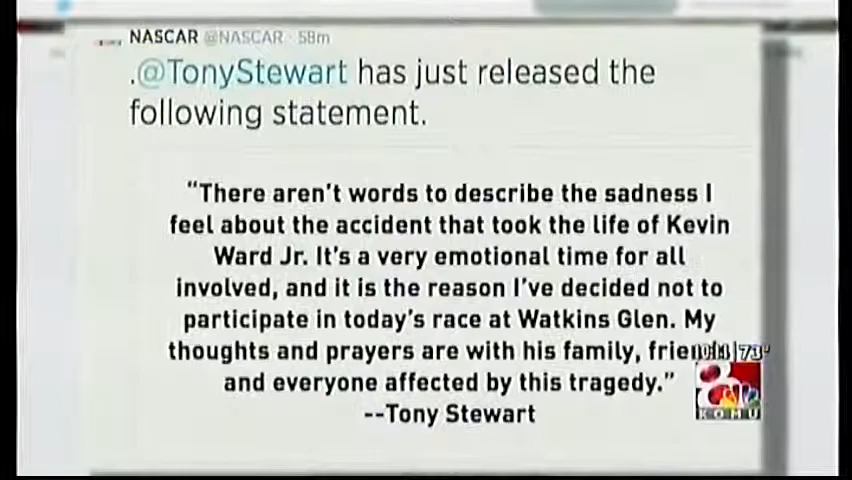 NASCAR @NASCAR · 58m
.@TonyStewart has just released the
following statement.
“There aren't words to describe the sadness I
feel about the accident that took the life of Kevin
Ward Jr. It's a very emotional time for all
involved, and it is the reason I've decided not to
participate in today's race at Watkins Glen. My
thoughts and prayers are with his family,
and everyone affected by this tragedy.”
--Tony Stewart
73°
8
KOMU